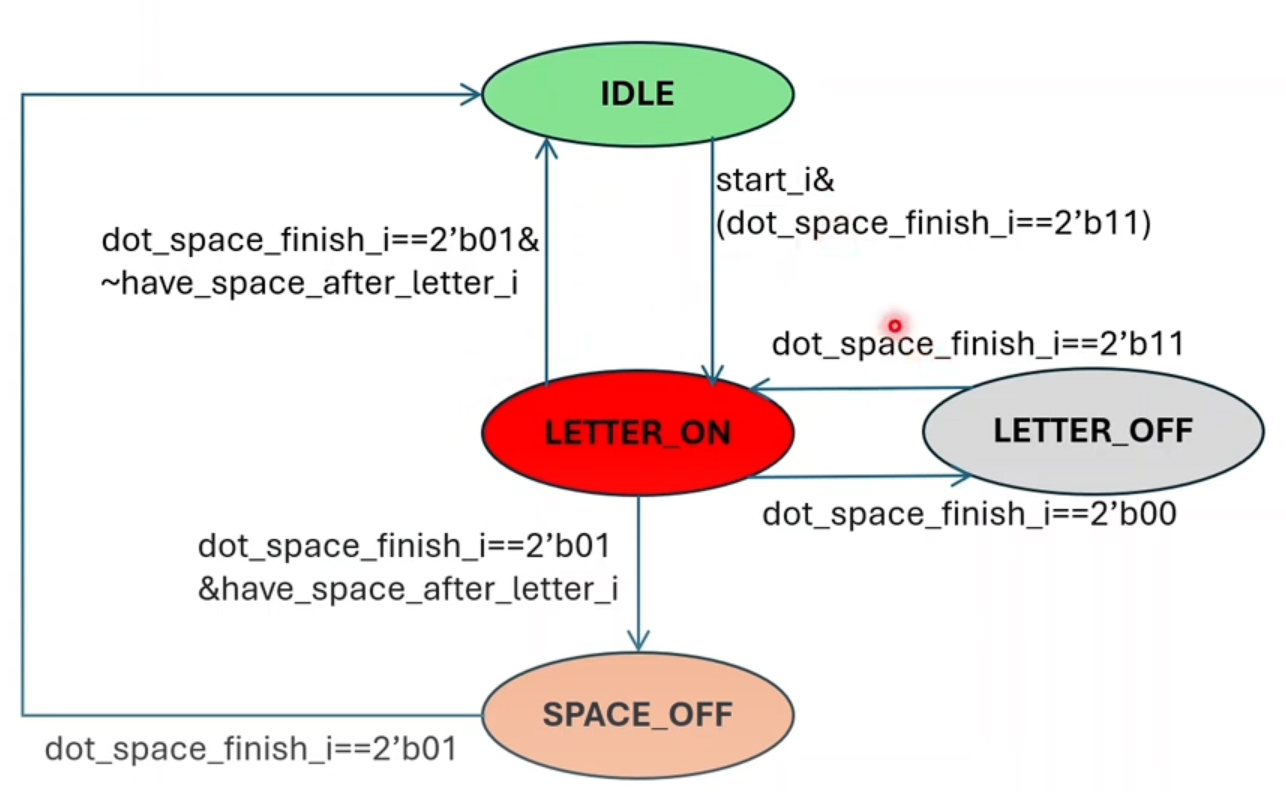 IDLE
start_i&
(dot_space_finish_i==2’b11)
dot_space_finish_i==2’b01&
~have_space_after_letter_i
dot_space_finish_i==2’b11
LETTER_ON
LETTER_OFF
dot_space_finish_i==2’b00
dot_space_finish_i==2’b01
&have_space_after_letter_i
SPACE_OFF
dot_space_finish_i==2’b01